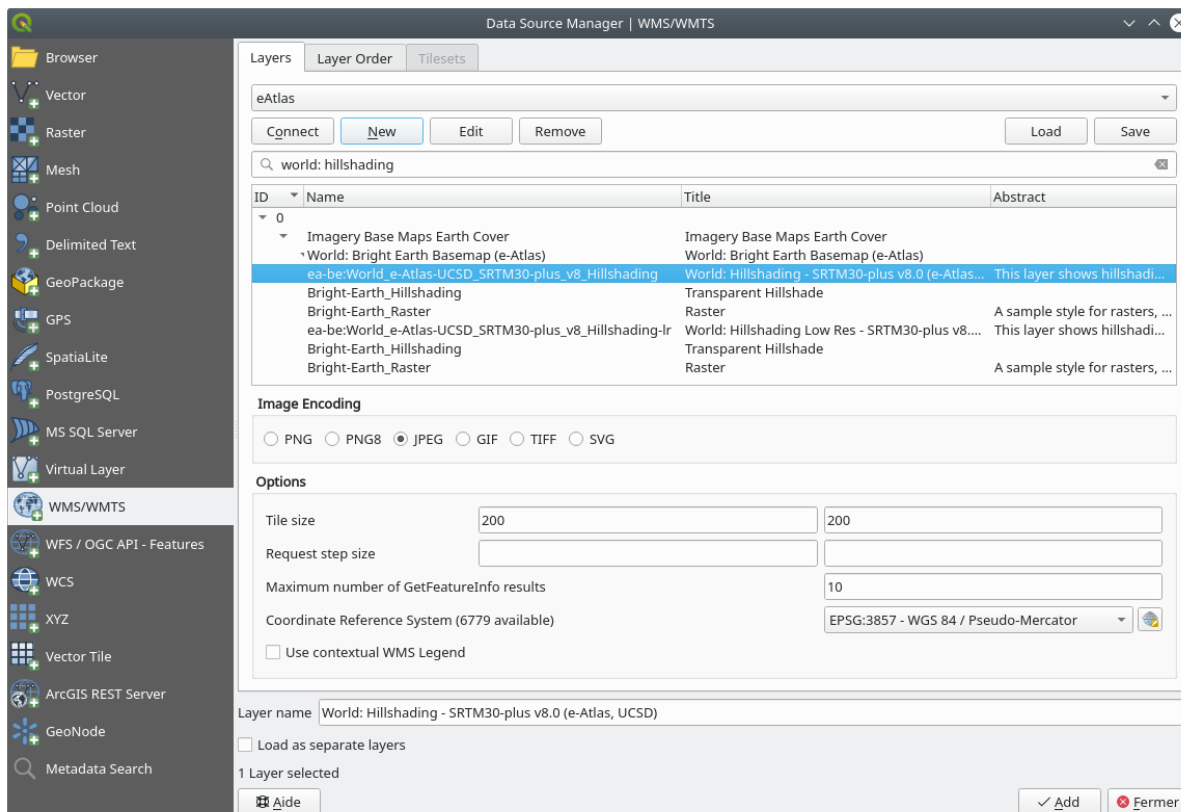 Data Source Manager | WMS/WMTS
Browser
Vector
Raster
Mesh
Point Cloud
Delimited Text
GeoPackage
GPS
SpatiaLite
PostgreSQL
MS SQL Server
Virtual Layer
WMS/WMTS
WFS / OGC API - Features
WCS
XYZ
Vector Tile
ArcGIS REST Server
GeoNode
Metadata Search
Layers Layer Order Tilesets
eAtlas
Connect New Edit Remove Load Save
world: hillshading
ID Name Title Abstract
0
Imagery Base Maps Earth Cover Imagery Base Maps Earth Cover
World: Bright Earth Basemap (e-Atlas) World: Bright Earth Basemap (e-Atlas)
ea-be:World_e-Atlas-UCSD_SRTM30-plus_v8_Hillshading World: Hillshading - SRTM30-plus v8.0 (e-Atlas... This layer shows hillshadi...
Bright-Earth_Hillshading Transparent Hillshade
Bright-Earth_Raster Raster A sample style for rasters, ...
ea-be:World_e-Atlas-UCSD_SRTM30-plus_v8_Hillshading-lr World: Hillshading Low Res - SRTM30-plus v8.... This layer shows hillshadi...
Bright-Earth_Hillshading Transparent Hillshade
Bright-Earth_Raster Raster A sample style for rasters, ...
Image Encoding
PNG PNG8 JPEG GIF TIFF SVG
Options
Tile size 200 200
Request step size
Maximum number of GetFeatureInfo results 10
Coordinate Reference System (6779 available) EPSG:3857 - WGS 84 / Pseudo-Mercator
Use contextual WMS Legend
Layer name World: Hillshading - SRTM30-plus v8.0 (e-Atlas, UCSD)
Load as separate layers
1 Layer selected
Aide Add Fermer